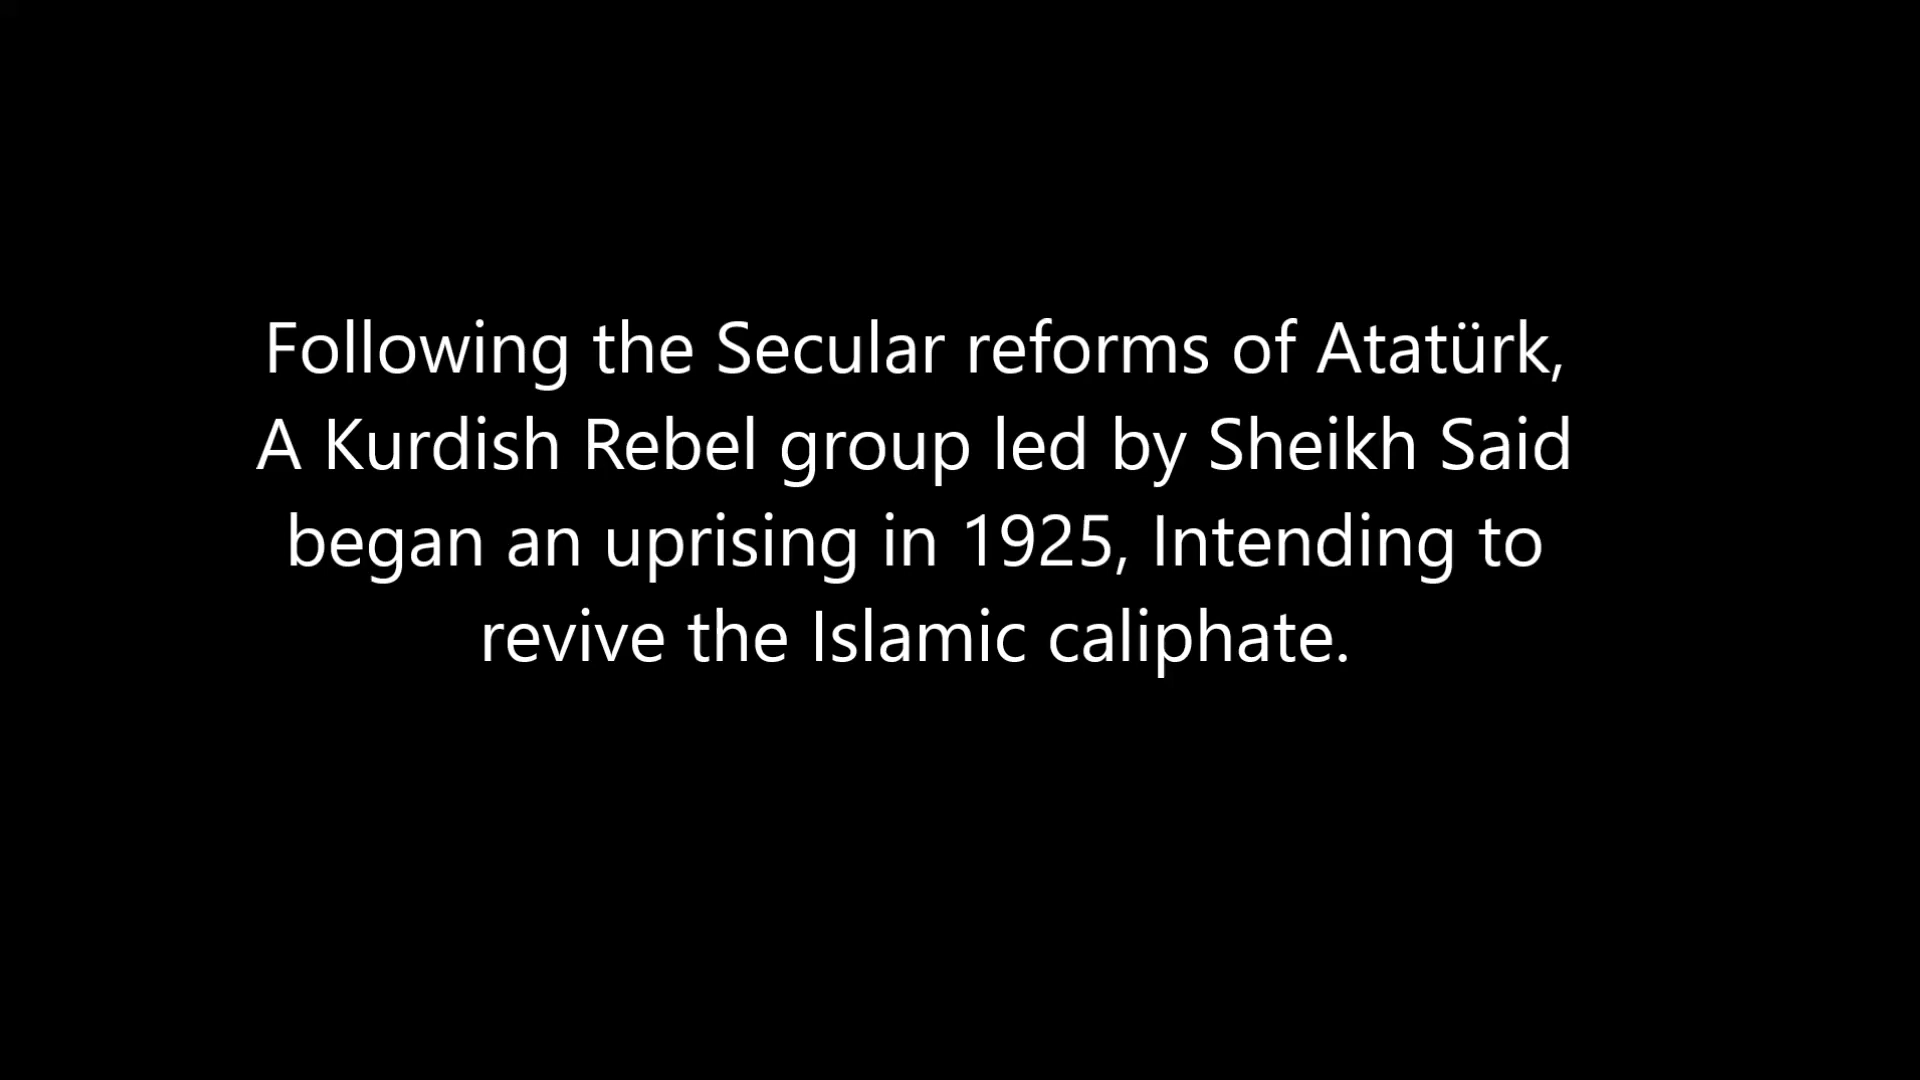 Following the Secular reforms of Atatürk,
A Kurdish Rebel group led by Sheikh Said
began an uprising in 1925, Intending to
revive the Islamic caliphate.